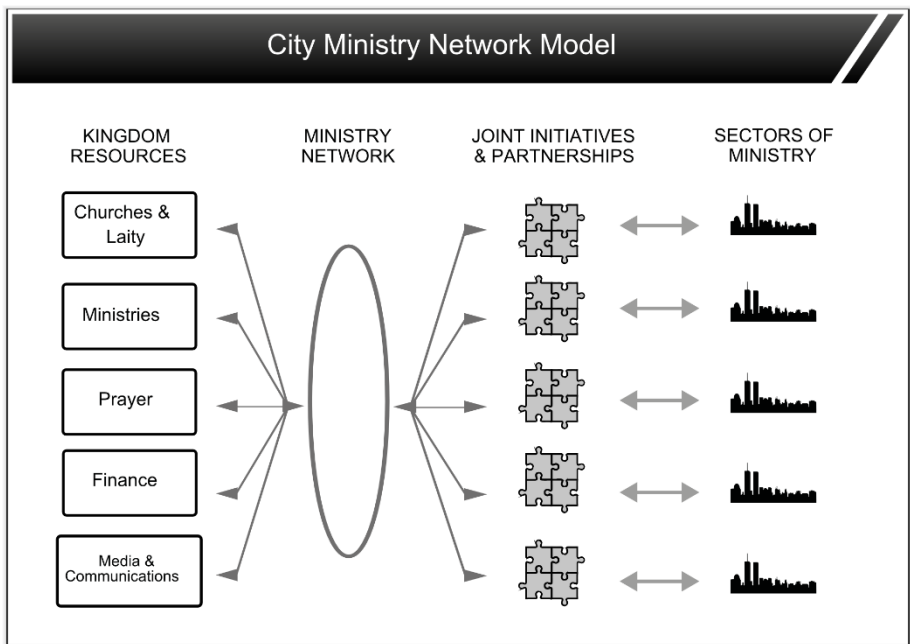 City Ministry Network Model
KINGDOM
RESOURCES
MINISTRY
NETWORK
JOINT INITIATIVES
& PARTNERSHIPS
SECTORS OF
MINISTRY
Churches &
Laity
Ministries
Prayer
Finance
Media &
Communications